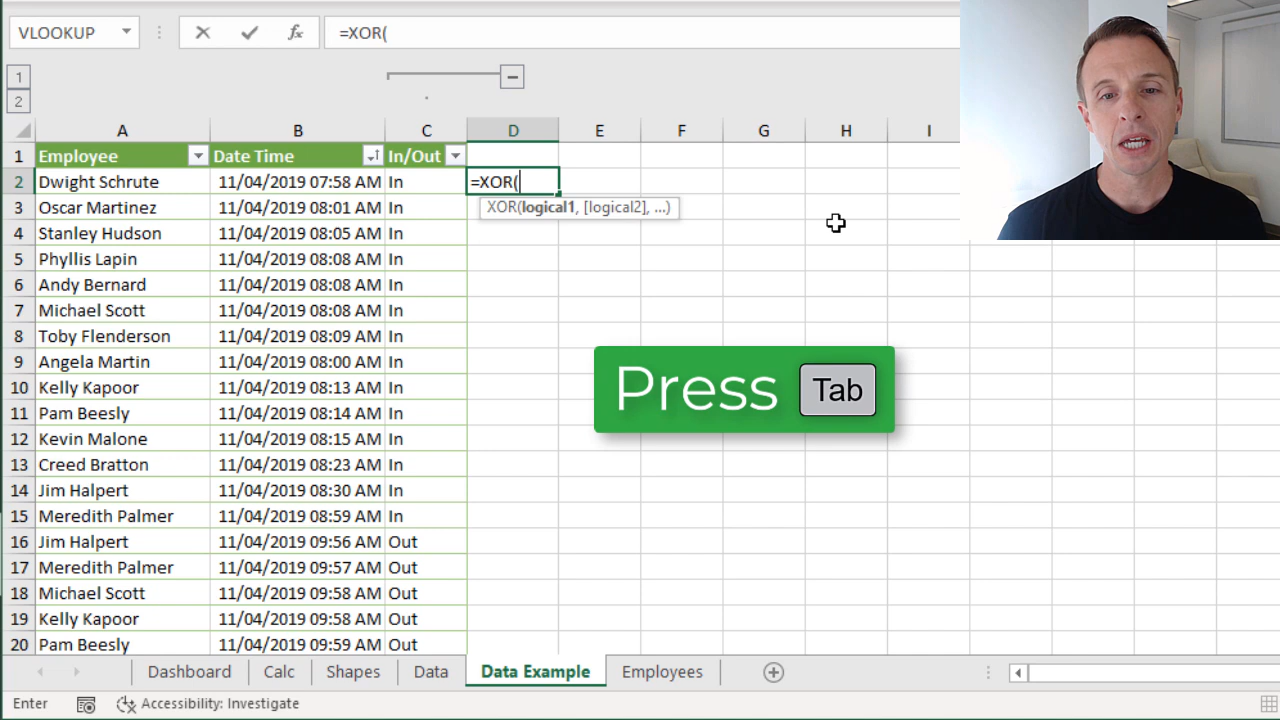 VLOOKUP
fx
=XOR(
1
2
A B C D E F G H I
1 Employee Date Time In/Out
2 Dwight Schrute 11/04/2019 07:58 AM In =XOR(
XOR(logical1, [logical2], ...)
3 Oscar Martinez 11/04/2019 08:01 AM In
4 Stanley Hudson 11/04/2019 08:05 AM In
5 Phyllis Lapin 11/04/2019 08:08 AM In
6 Andy Bernard 11/04/2019 08:08 AM In
7 Michael Scott 11/04/2019 08:08 AM In
8 Toby Flenderson 11/04/2019 08:09 AM In
9 Angela Martin 11/04/2019 08:00 AM In
10 Kelly Kapoor 11/04/2019 08:13 AM In
11 Pam Beesly 11/04/2019 08:14 AM In
12 Kevin Malone 11/04/2019 08:15 AM In
13 Creed Bratton 11/04/2019 08:23 AM In
14 Jim Halpert 11/04/2019 08:30 AM In
15 Meredith Palmer 11/04/2019 08:59 AM In
16 Jim Halpert 11/04/2019 09:56 AM Out
17 Meredith Palmer 11/04/2019 09:57 AM Out
18 Michael Scott 11/04/2019 09:58 AM Out
19 Kelly Kapoor 11/04/2019 09:58 AM Out
20 Pam Beesly 11/04/2019 09:59 AM Out
Press Tab
Dashboard Calc Shapes Data Data Example Employees
Enter Accessibility: Investigate